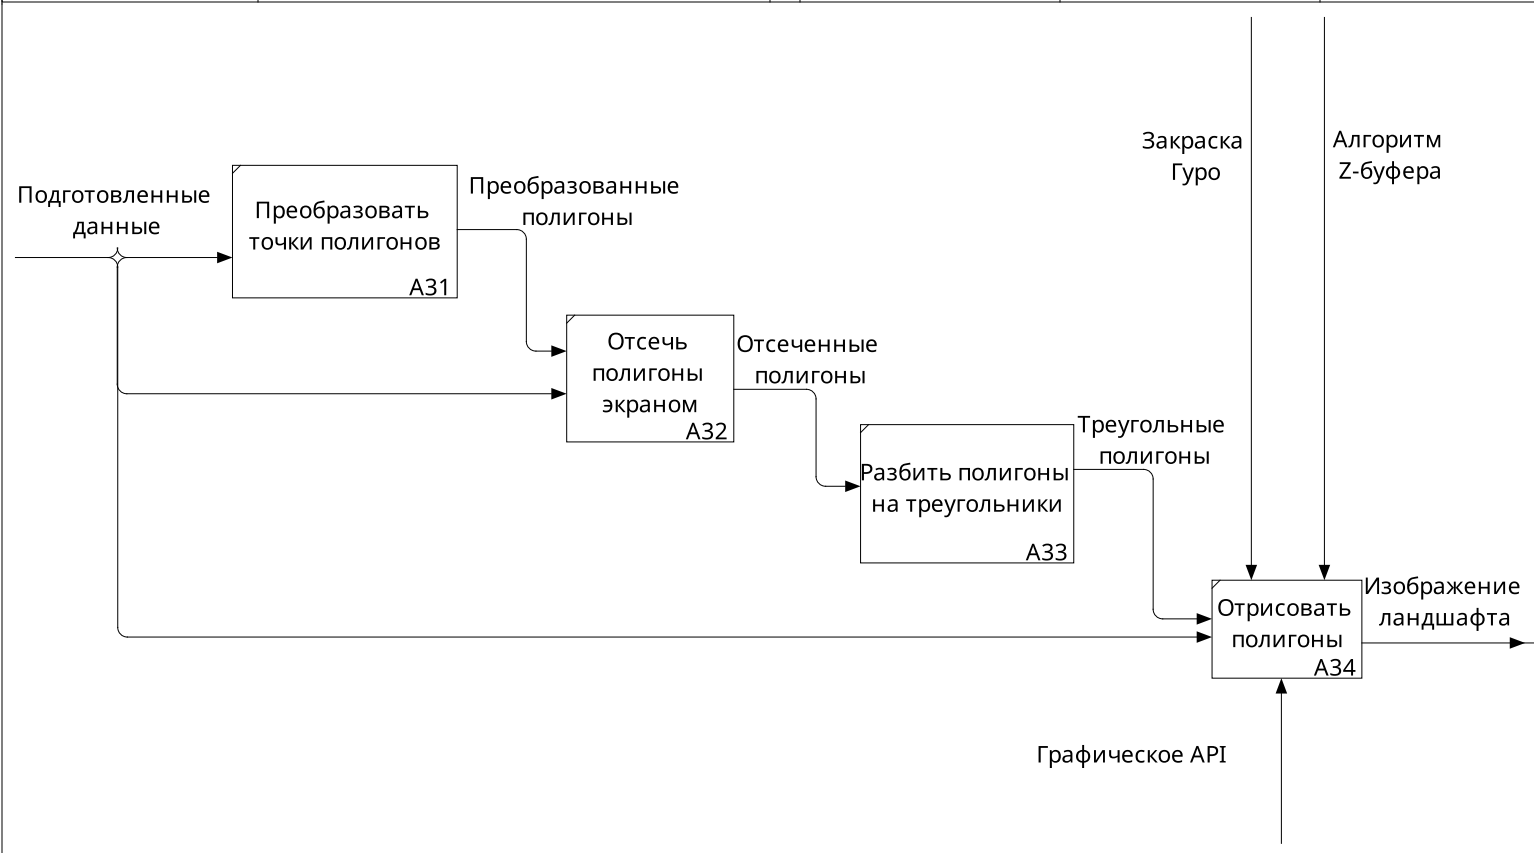 Закраска
Гуро
Алгоритм
Z-буфера
Подготовленные
данные
Преобразовать
точки полигонов
A31
Преобразованные
полигоны
Отсечь
полигоны
экраном
A32
Отсеченные
полигоны
Разбить полигоны
на треугольники
A33
Треугольные
полигоны
Отрисовать
полигоны
A34
Изображение
ландшафта
Графическое API